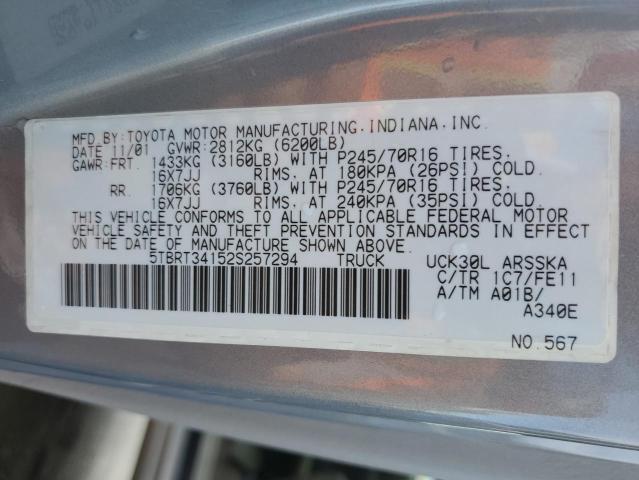 MFD.BY:TOYOTA MOTOR MANUFACTURING.INDIANA.INC.
DATE 11/01 GVWR:2812KG (6200LB)
GAWR:FRT. 1433KG (3160LB) WITH P245/70R16 TIRES.
16X7JJ RIMS. AT 180KPA (26PSI) COLD.
RR. 1706KG (3760LB) WITH P245/70R16 TIRES.
16X7JJ RIMS. AT 240KPA (35PSI) COLD.
THIS VEHICLE CONFORMS TO ALL APPLICABLE FEDERAL MOTOR
VEHICLE SAFETY AND THEFT PREVENTION STANDARDS IN EFFECT
ON THE DATE OF MANUFACTURE SHOWN ABOVE.
5TBRT34152S257294 TRUCK UCK30L ARSSKA
C/TR 1C7/FE11
A/TM A01B/
A340E
NO.567